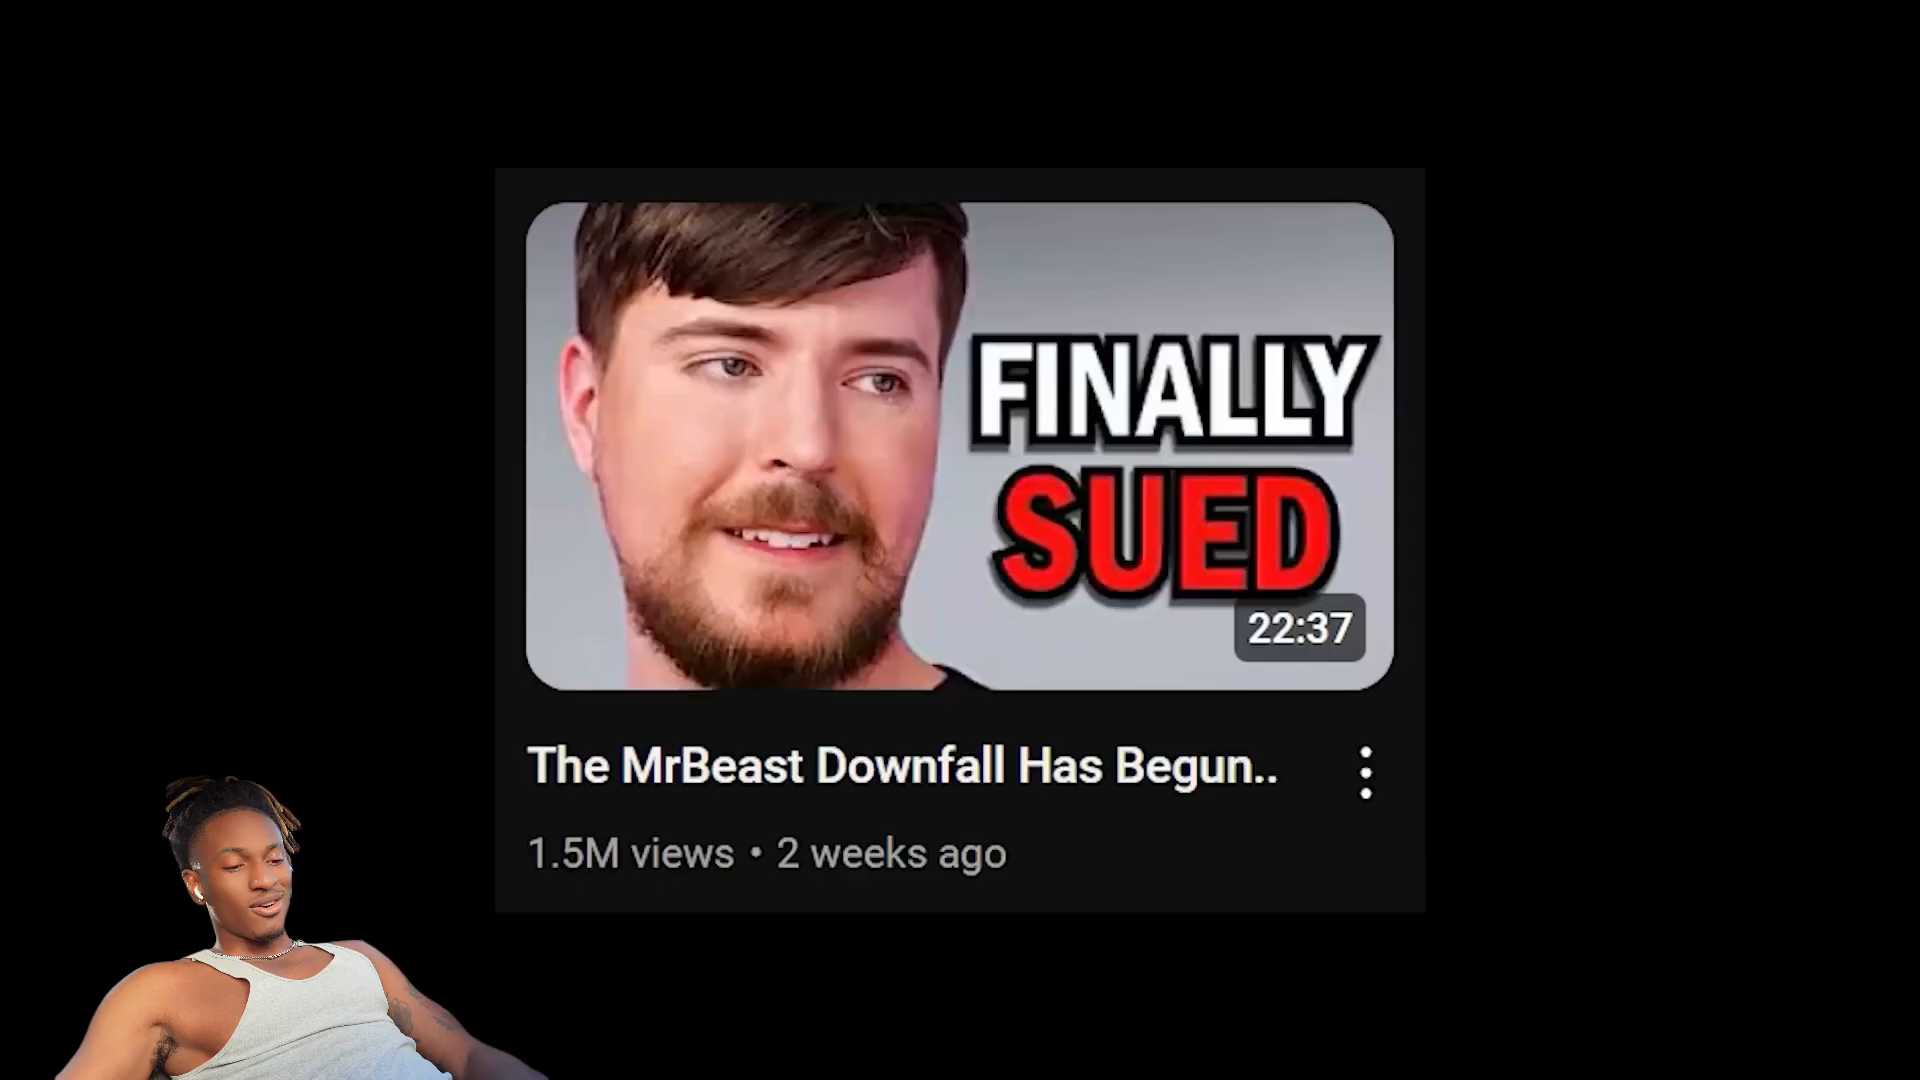 FINALLY
SUED
22:37
The MrBeast Downfall Has Begun..
1.5M views • 2 weeks ago